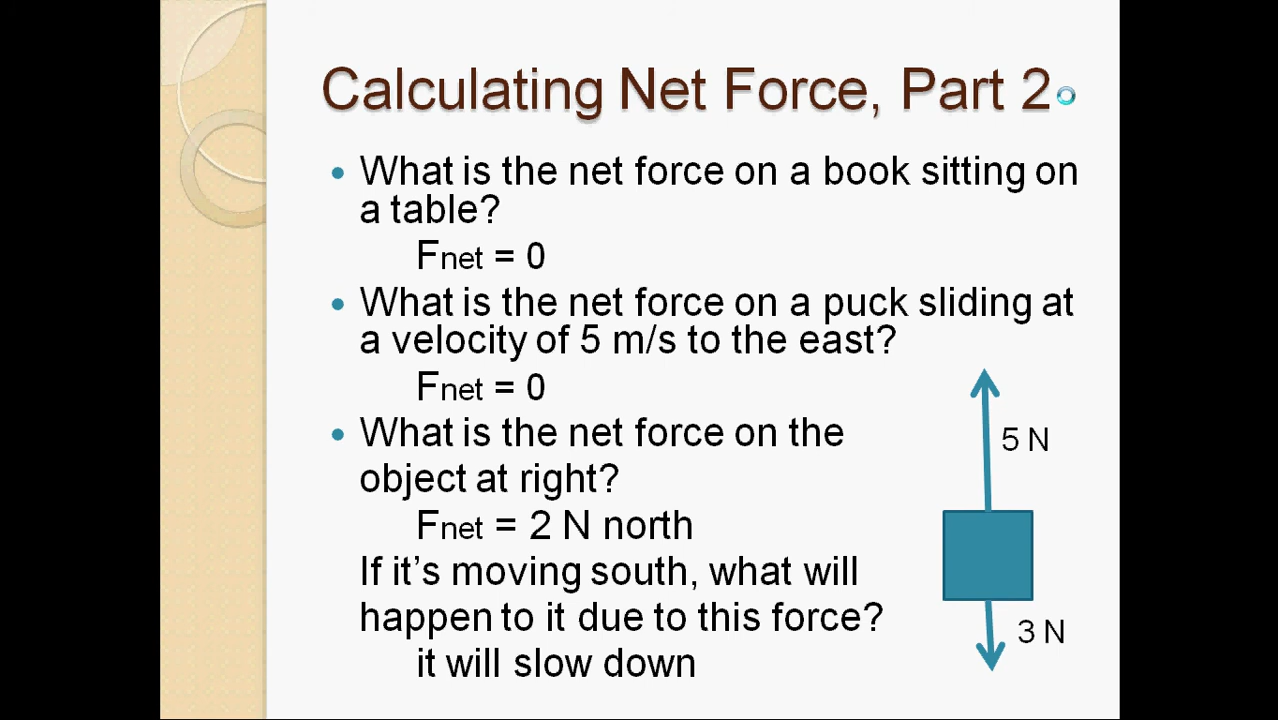 Calculating Net Force, Part 2
• What is the net force on a book sitting on
a table?
Fnet = 0
• What is the net force on a puck sliding at
a velocity of 5 m/s to the east?
Fnet = 0
• What is the net force on the
object at right?
Fnet = 2 N north
If it’s moving south, what will
happen to it due to this force?
it will slow down
5 N
3 N